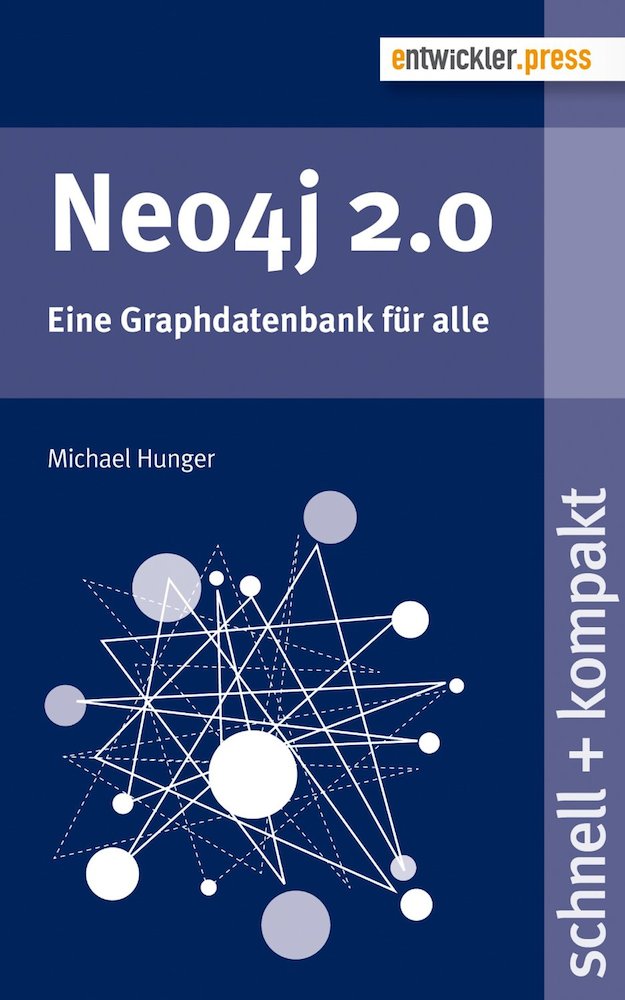 entwickler.press
Neo4j 2.0
Eine Graphdatenbank für alle
Michael Hunger
schnell + kompakt